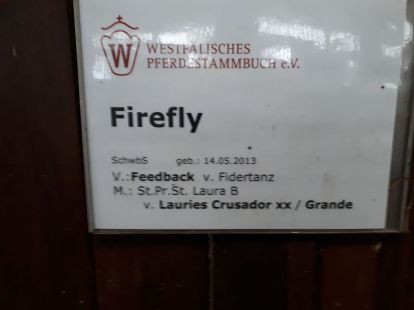 W
WESTFÄLISCHES
PFERDESTAMMBUCH e.V.
Firefly
SchwbS geb.: 14.05.2013
V.:Feedback v. Fidertanz
M.: St.Pr.St. Laura B
v. Lauries Crusador xx / Grande